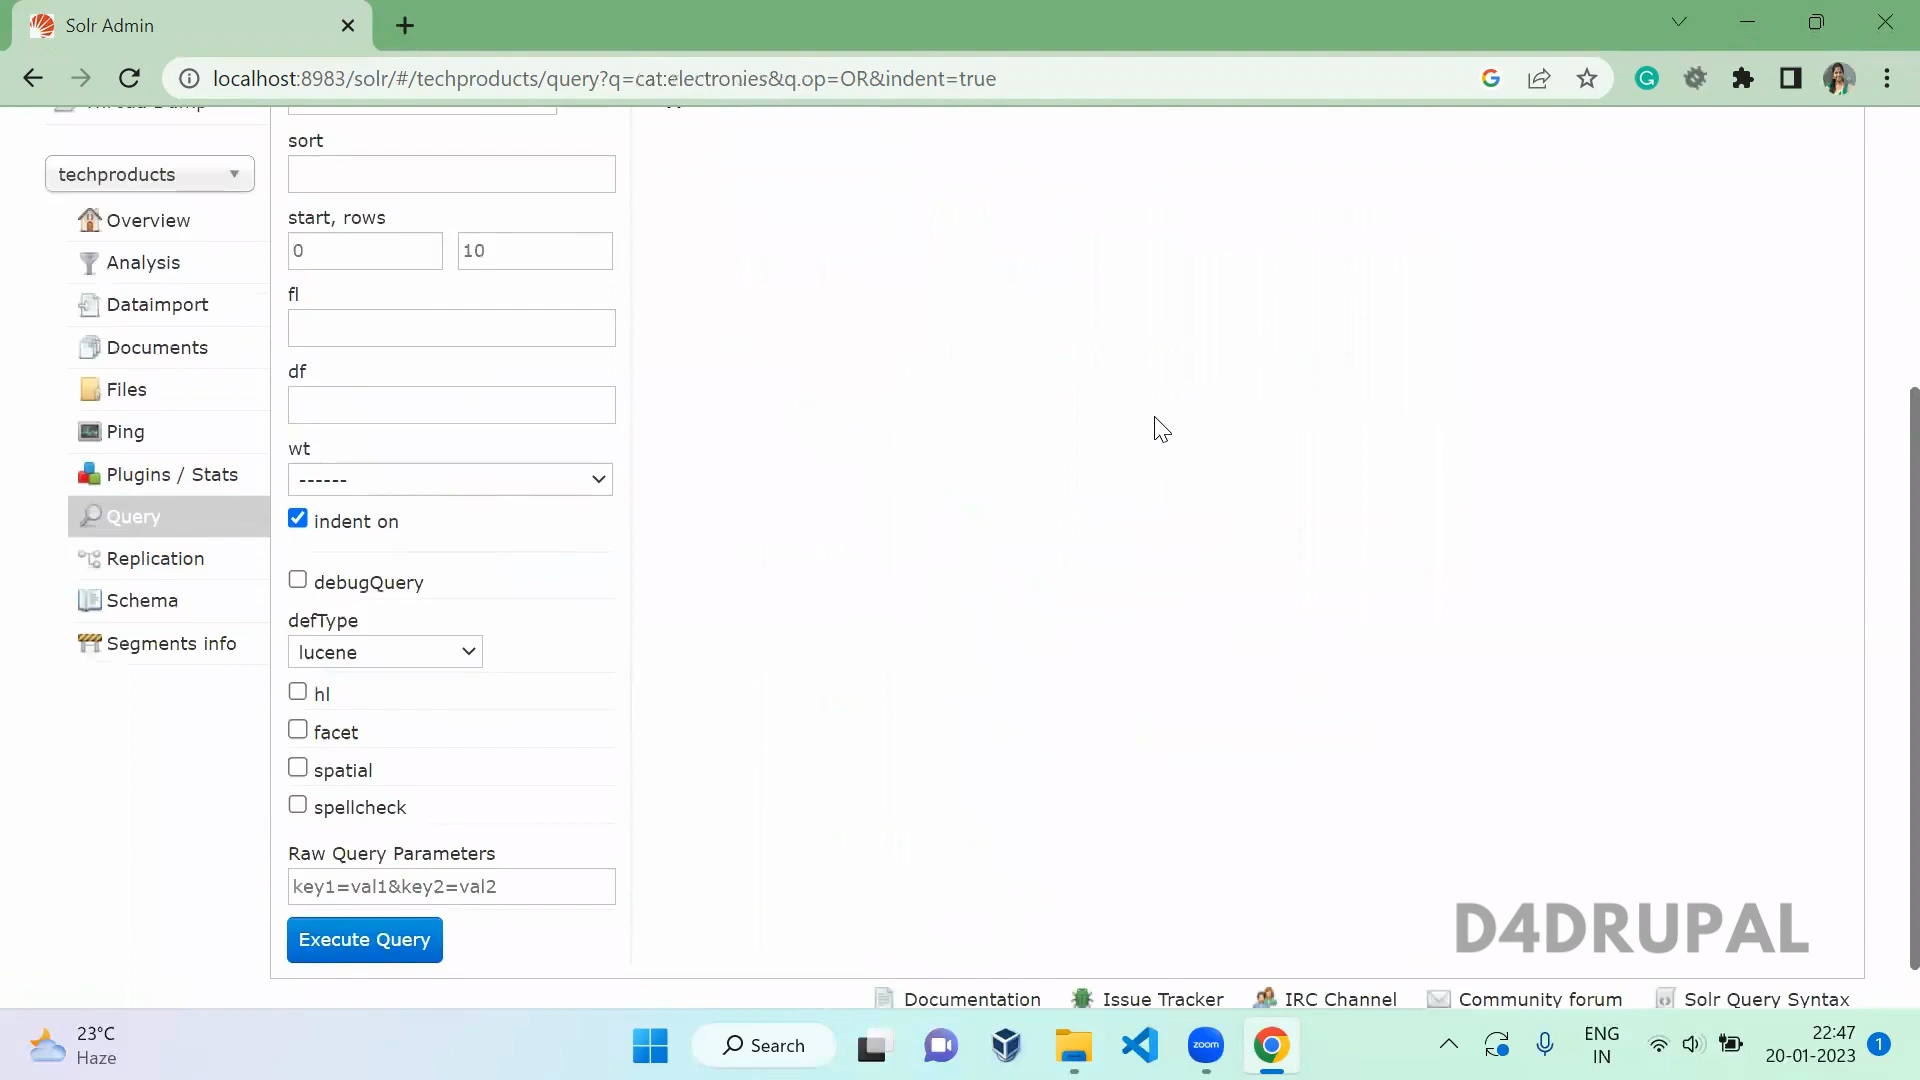 Solr Admin
localhost:8983/solr/#/techproducts/query?q=cat:electronies&q.op=OR&indent=true
techproducts
Overview
Analysis
Dataimport
Documents
Files
Ping
Plugins / Stats
Query
Replication
Schema
Segments info
sort
start, rows
0 10
fl
df
wt
------
indent on
debugQuery
defType
lucene
hl
facet
spatial
spellcheck
Raw Query Parameters
key1=val1&key2=val2
Execute Query
D4DRUPAL
Documentation Issue Tracker IRC Channel Community forum Solr Query Syntax
23°C
Haze
Search
zoom
ENG
IN
22:47
20-01-2023
1